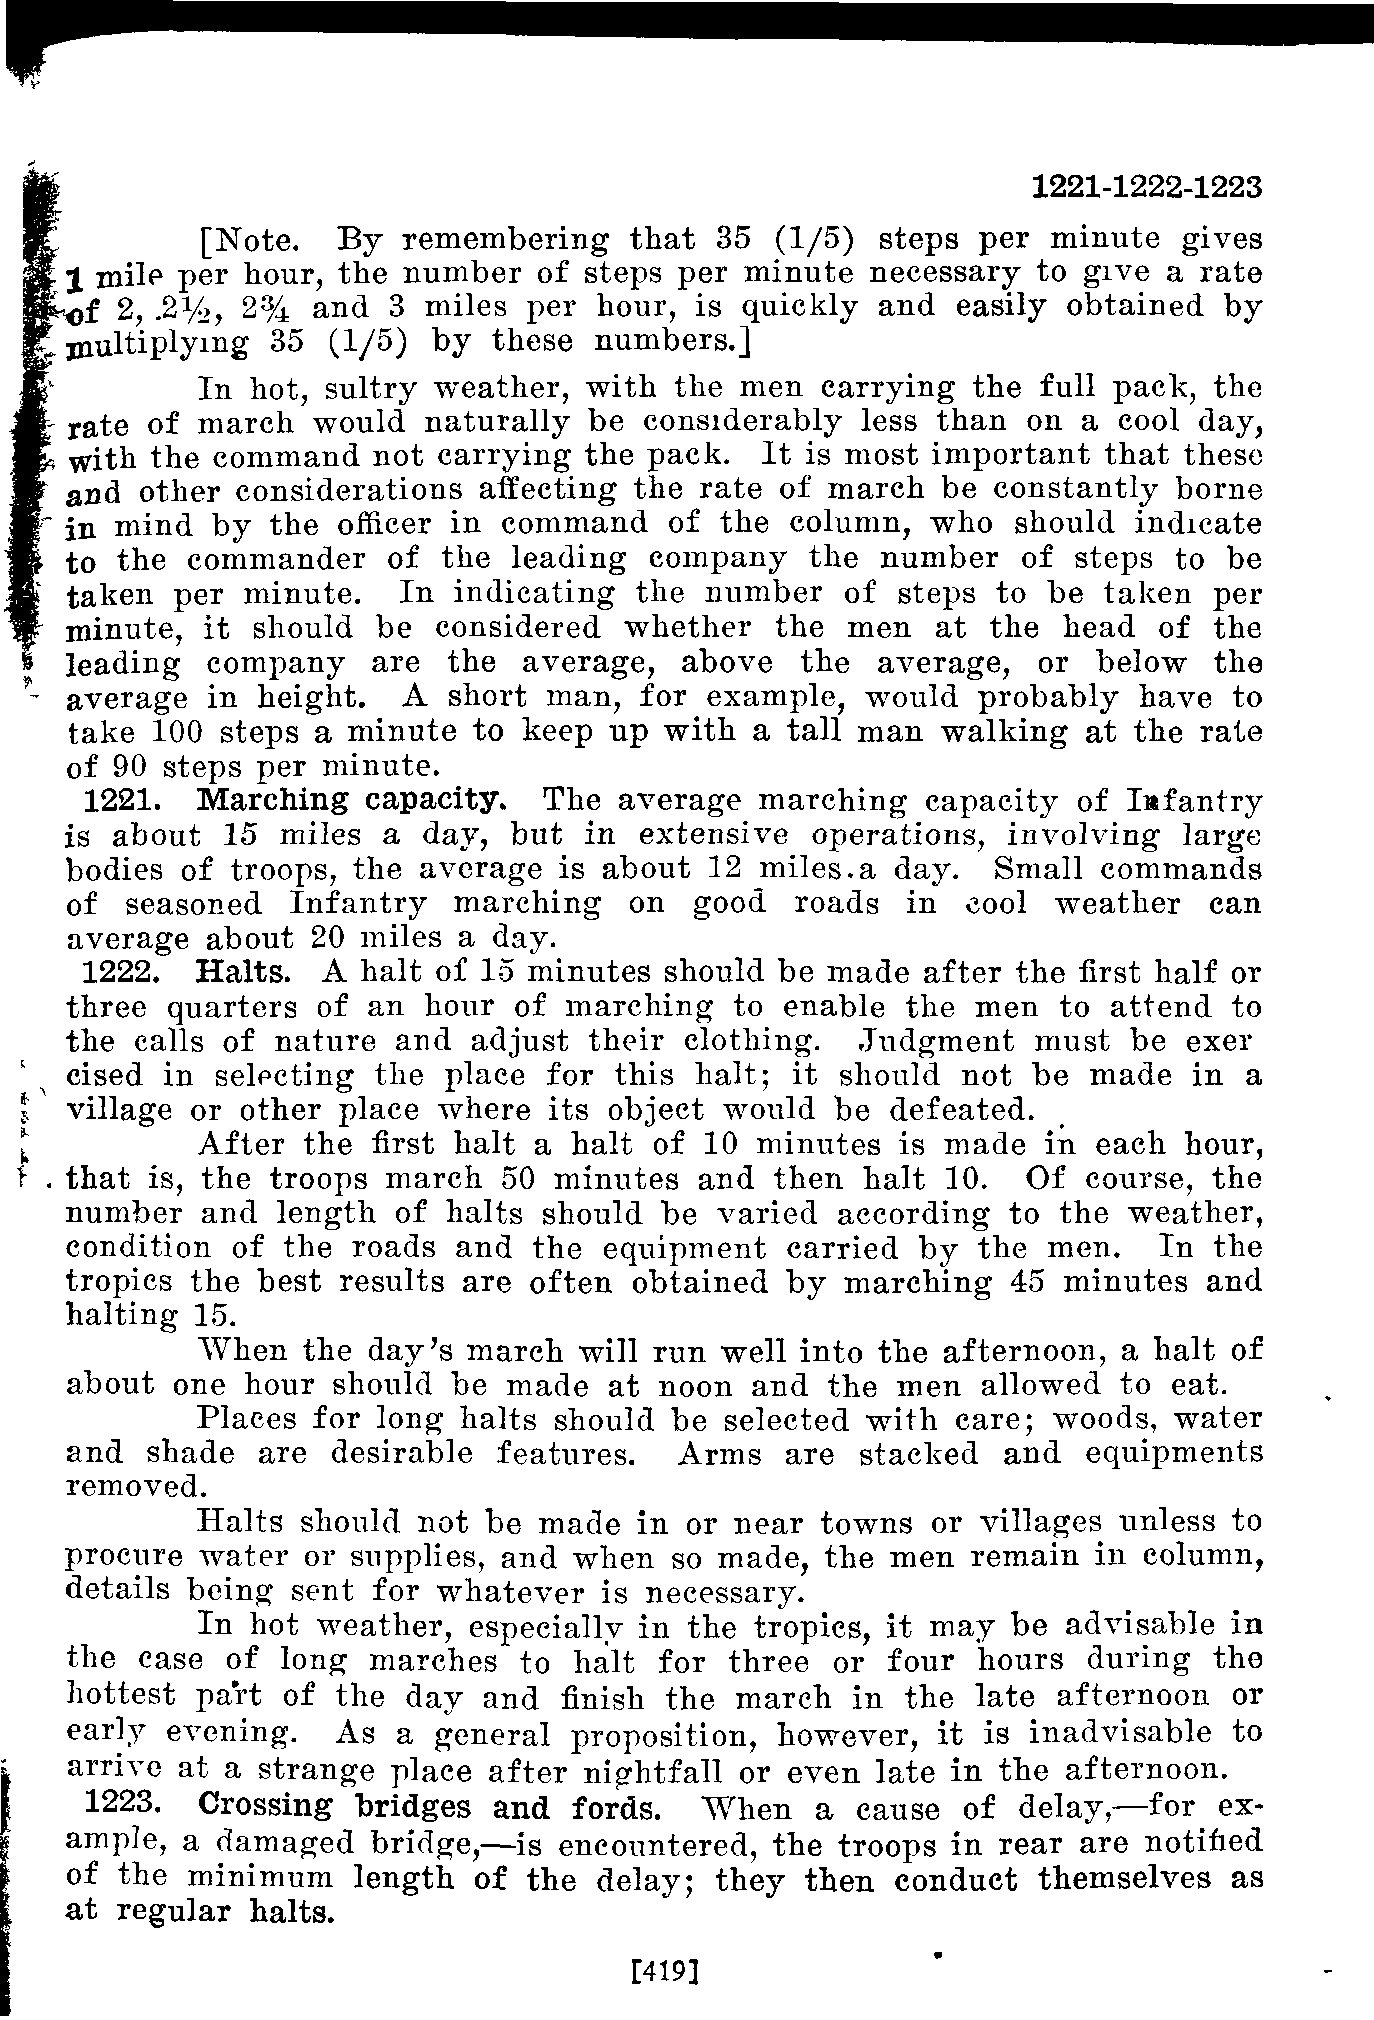 1221-1222-1223
[Note. By remembering that 35 (1/5) steps per minute gives
1 mile per hour, the number of steps per minute necessary to give a rate
of 2, 2½, 2¾ and 3 miles per hour, is quickly and easily obtained by
multiplying 35 (1/5) by these numbers.]
In hot, sultry weather, with the men carrying the full pack, the
rate of march would naturally be considerably less than on a cool day,
with the command not carrying the pack. It is most important that these
and other considerations affecting the rate of march be constantly borne
in mind by the officer in command of the column, who should indicate
to the commander of the leading company the number of steps to be
taken per minute. In indicating the number of steps to be taken per
minute, it should be considered whether the men at the head of the
leading company are the average, above the average, or below the
average in height. A short man, for example, would probably have to
take 100 steps a minute to keep up with a tall man walking at the rate
of 90 steps per minute.
1221. Marching capacity. The average marching capacity of Infantry
is about 15 miles a day, but in extensive operations, involving large
bodies of troops, the average is about 12 miles a day. Small commands
of seasoned Infantry marching on good roads in cool weather can
average about 20 miles a day.
1222. Halts. A halt of 15 minutes should be made after the first half or
three quarters of an hour of marching to enable the men to attend to
the calls of nature and adjust their clothing. Judgment must be exer
cised in selecting the place for this halt; it should not be made in a
village or other place where its object would be defeated.
After the first halt a halt of 10 minutes is made in each hour,
that is, the troops march 50 minutes and then halt 10. Of course, the
number and length of halts should be varied according to the weather,
condition of the roads and the equipment carried by the men. In the
tropics the best results are often obtained by marching 45 minutes and
halting 15.
When the day's march will run well into the afternoon, a halt of
about one hour should be made at noon and the men allowed to eat.
Places for long halts should be selected with care; woods, water
and shade are desirable features. Arms are stacked and equipments
removed.
Halts should not be made in or near towns or villages unless to
procure water or supplies, and when so made, the men remain in column,
details being sent for whatever is necessary.
In hot weather, especially in the tropics, it may be advisable in
the case of long marches to halt for three or four hours during the
hottest part of the day and finish the march in the late afternoon or
early evening. As a general proposition, however, it is inadvisable to
arrive at a strange place after nightfall or even late in the afternoon.
1223. Crossing bridges and fords. When a cause of delay,—for ex-
ample, a damaged bridge,—is encountered, the troops in rear are notified
of the minimum length of the delay; they then conduct themselves as
at regular halts.
[419]